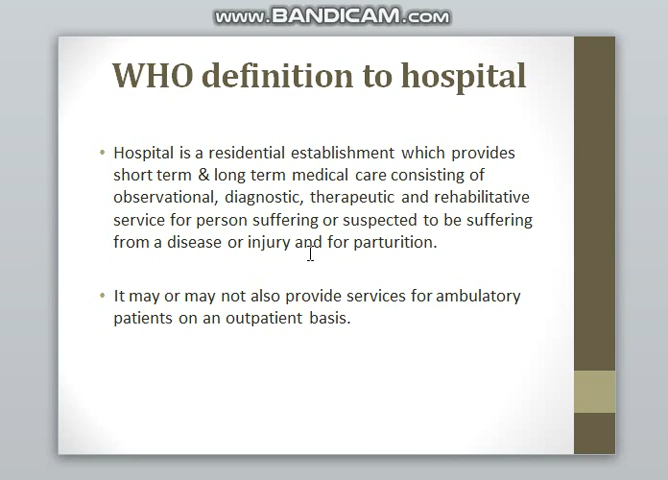 www.BANDICAM.com
WHO definition to hospital
• Hospital is a residential establishment which provides
short term & long term medical care consisting of
observational, diagnostic, therapeutic and rehabilitative
service for person suffering or suspected to be suffering
from a disease or injury and for parturition.
• It may or may not also provide services for ambulatory
patients on an outpatient basis.